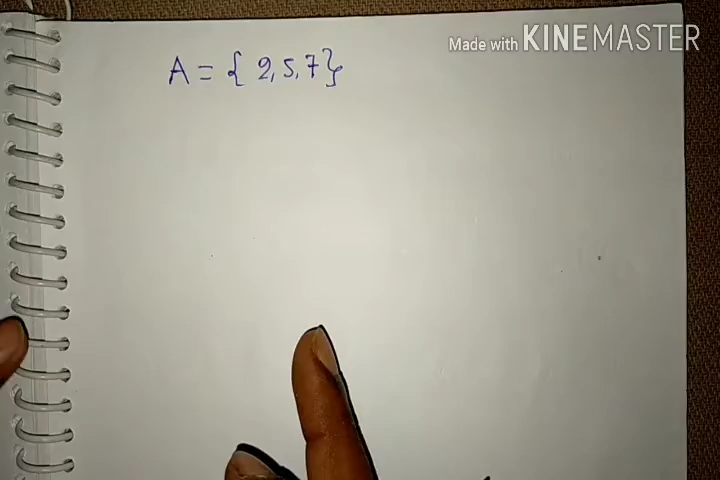 Made with KINEMASTER
A = { 2, 5, 7}